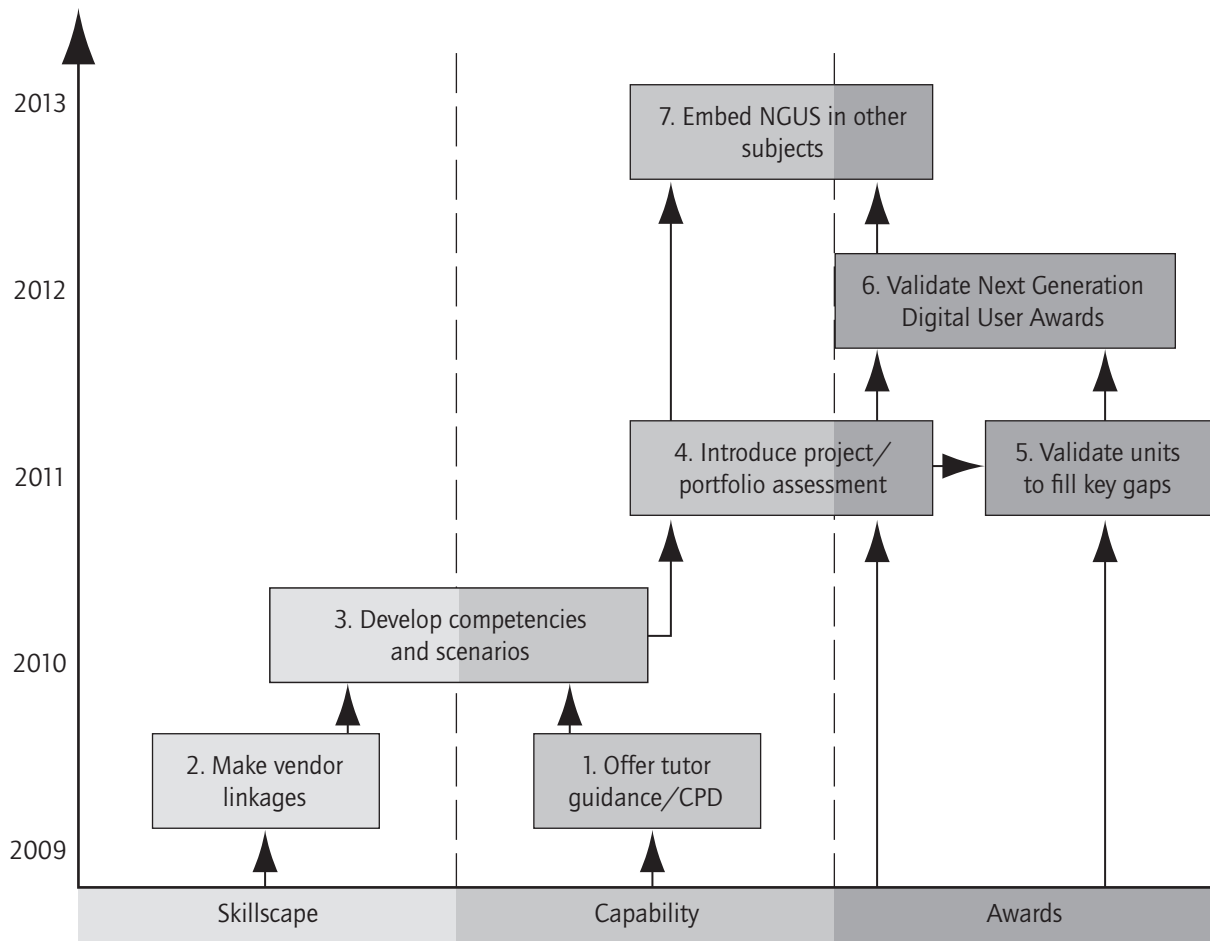 2013
7. Embed NGUS in other
subjects
2012
6. Validate Next Generation
Digital User Awards
2011
4. Introduce project/
portfolio assessment
5. Validate units
to fill key gaps
3. Develop competencies
and scenarios
2010
2. Make vendor
linkages
1. Offer tutor
guidance/CPD
2009
Skillscape
Capability
Awards